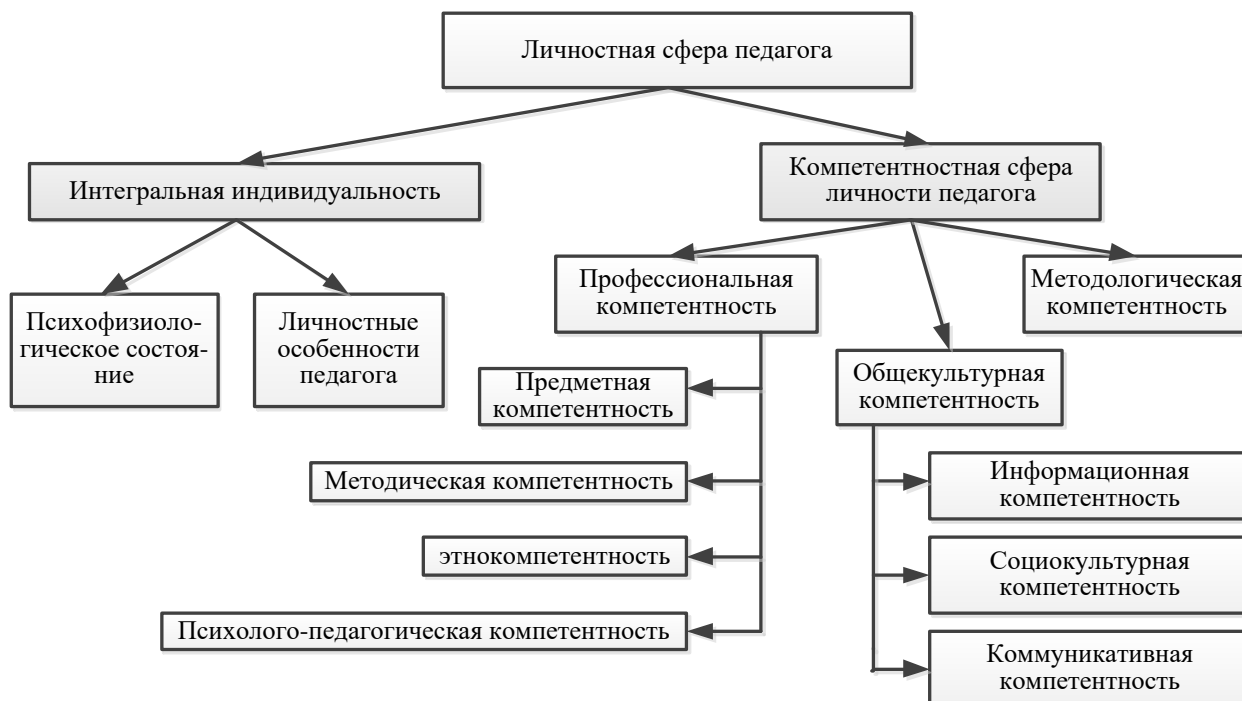 Личностная сфера педагога
Интегральная индивидуальность
Компетентностная сфера
личности педагога
Психофизиоло-
гическое состоя-
ние
Личностные
особенности
педагога
Профессиональная
компетентность
Методологическая
компетентность
Предметная
компетентность
Методическая компетентность
этнокомпетентность
Психолого-педагогическая компетентность
Общекультурная
компетентность
Информационная
компетентность
Социокультурная
компетентность
Коммуникативная
компетентность